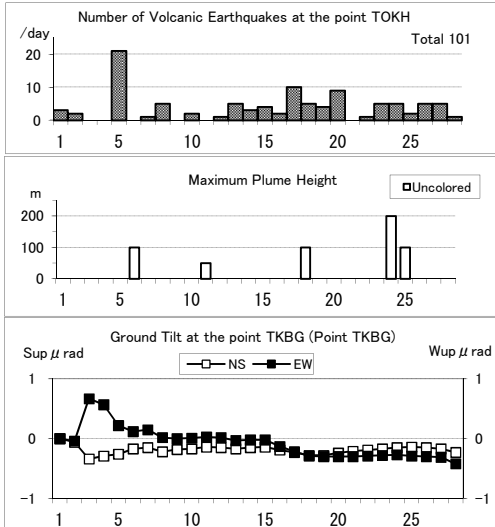 Number of Volcanic Earthquakes at the point TOKH
/day
Total 101
20
10
0
1 5 10 15 20 25
Maximum Plume Height
m
Uncolored
200
100
0
1 5 10 15 20 25
Ground Tilt at the point TKBG (Point TKBG)
Sup μ rad
Wup μ rad
NS EW
1 1
0 0
-1 -1
1 5 10 15 20 25